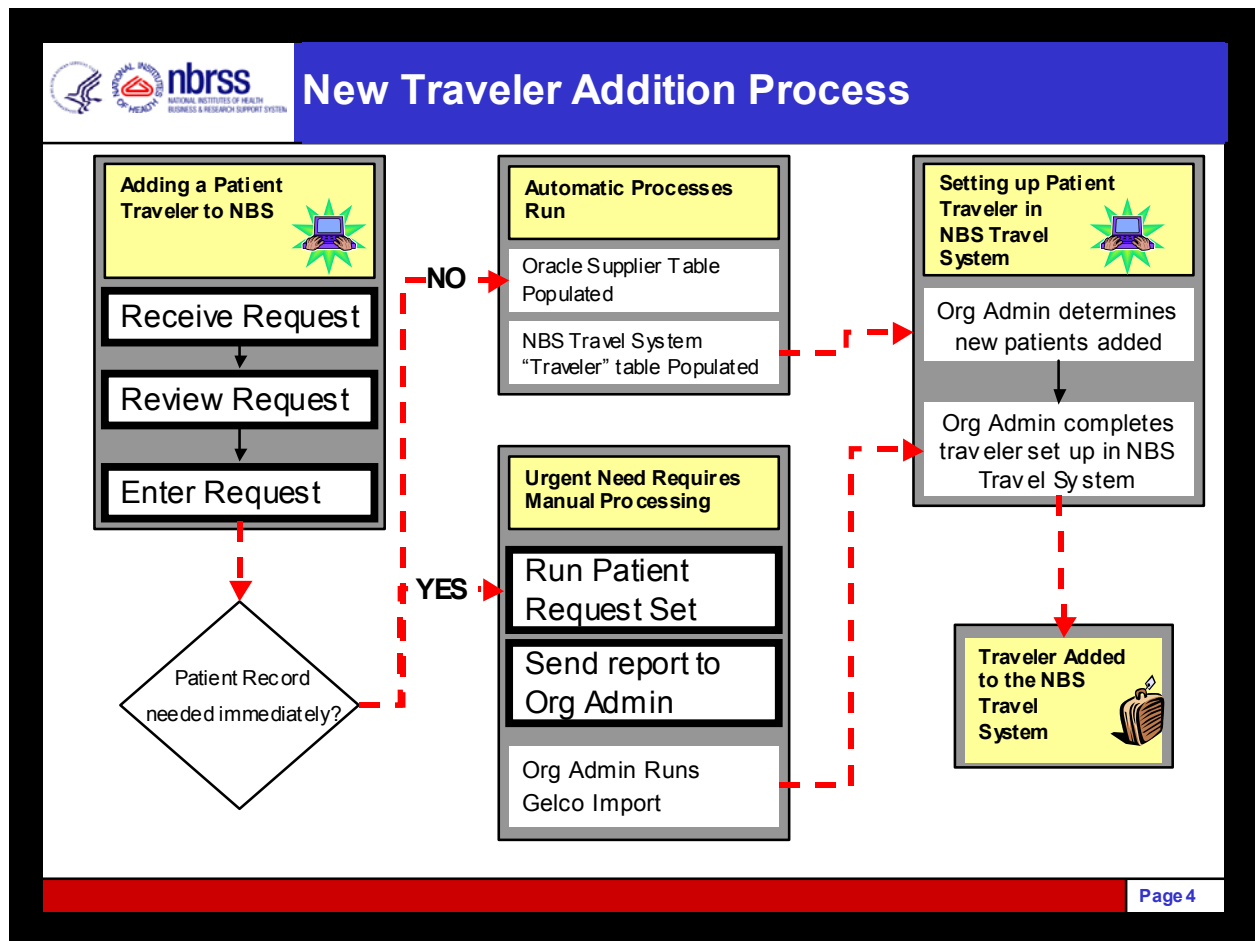 NATIONAL INSTITUTES
OF HEALTH
nbrss
NATIONAL INSTITUTES OF HEALTH
BUSINESS & RESEARCH SUPPORT SYSTEM
New Traveler Addition Process
Adding a Patient
Traveler to NBS
Receive Request
Review Request
Enter Request
Patient Record
needed immediately?
NO
YES
Automatic Processes
Run
Oracle Supplier Table
Populated
NBS Travel System
“Traveler” table Populated
Urgent Need Requires
Manual Processing
Run Patient
Request Set
Send report to
Org Admin
Org Admin Runs
Gelco Import
Setting up Patient
Traveler in
NBS Travel
System
Org Admin determines
new patients added
Org Admin completes
traveler set up in NBS
Travel System
Traveler Added
to the NBS
Travel
System
Page 4